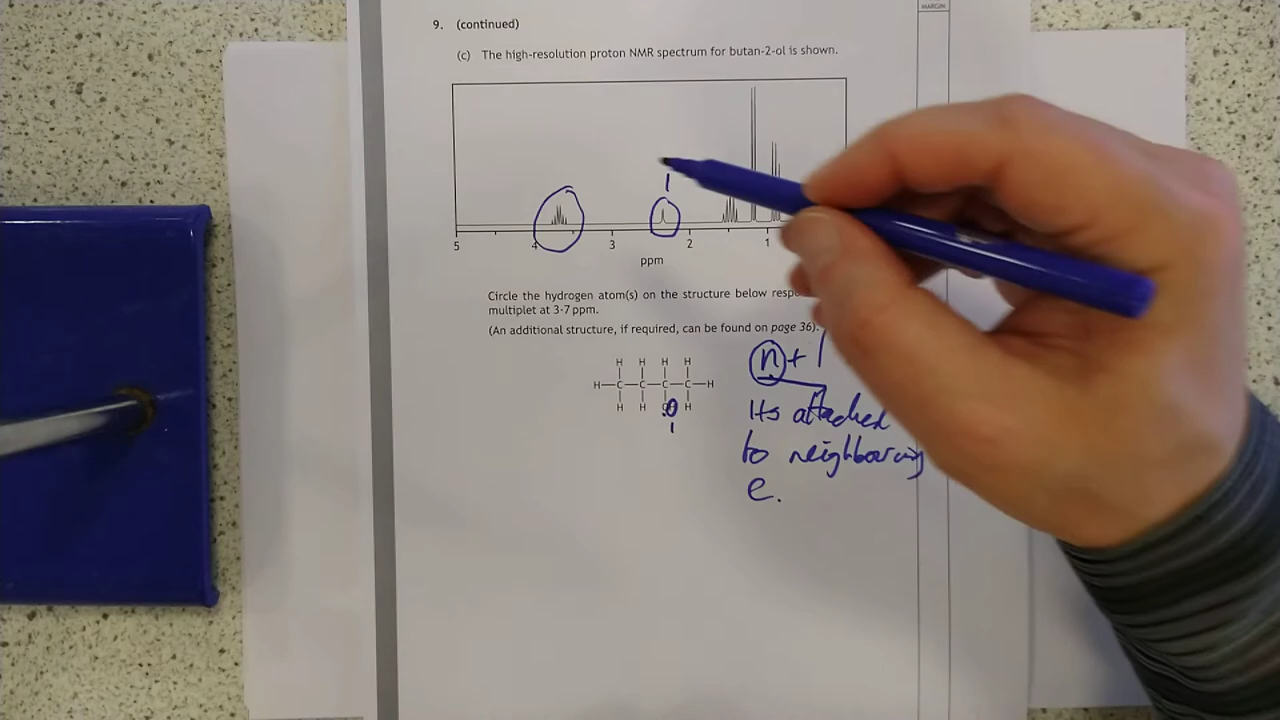 MARGIN
9. (continued)
(c) The high-resolution proton NMR spectrum for butan-2-ol is shown.
1
5 4 3 2 1
ppm
Circle the hydrogen atom(s) on the structure below
multiplet at 3·7 ppm.
(An additional structure, if required, can be found on page 36).
H H H H
H—C—C—C—C—H
H H H
1
n + 1
Hs attached
to neighbouring
C.